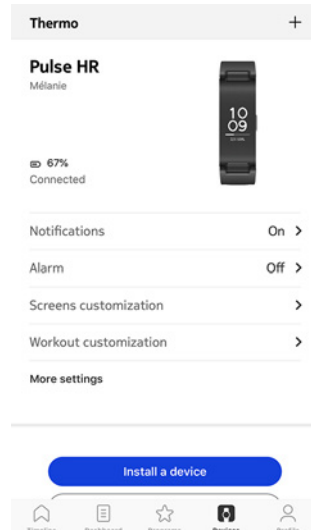 Thermo +
Pulse HR
Mélanie
10
09
67%
Connected
Notifications On >
Alarm Off >
Screens customization >
Workout customization >
More settings
Install a device
Devices